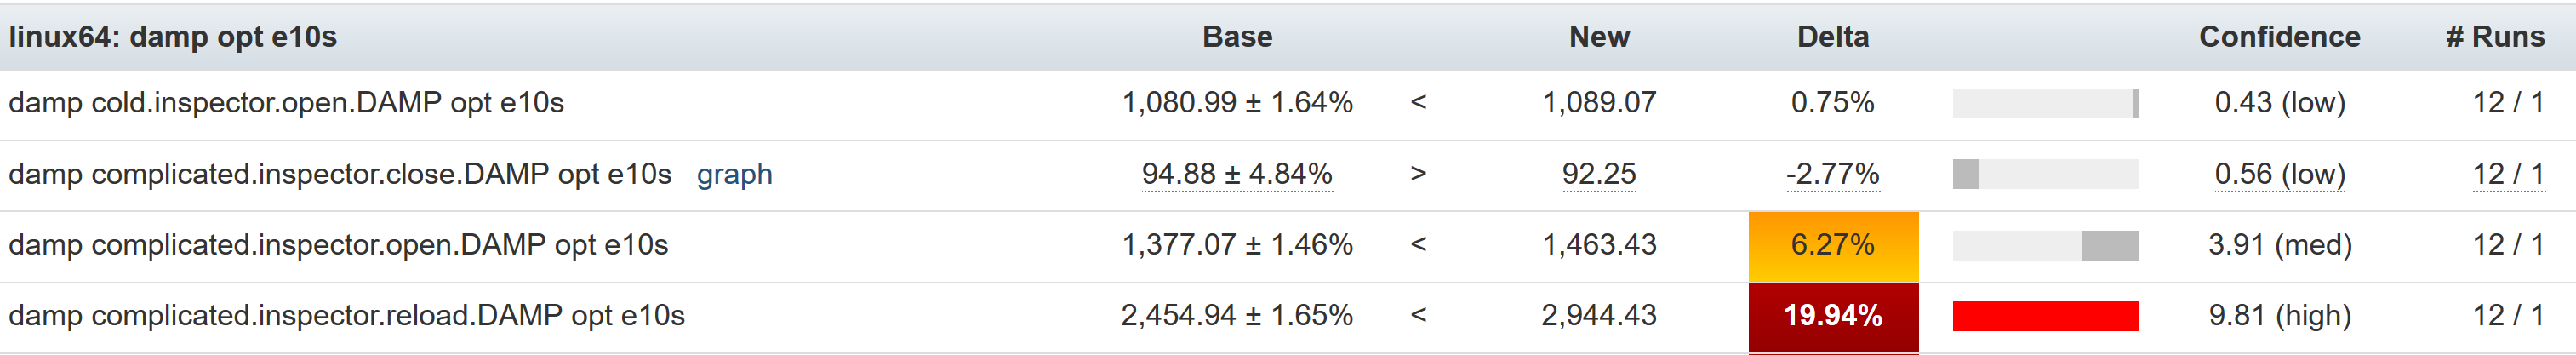 linux64: damp opt e10s Base New Delta Confidence # Runs
damp cold.inspector.open.DAMP opt e10s 1,080.99 ± 1.64% < 1,089.07 0.75% 0.43 (low) 12 / 1
damp complicated.inspector.close.DAMP opt e10s graph 94.88 ± 4.84% > 92.25 -2.77% 0.56 (low) 12 / 1
damp complicated.inspector.open.DAMP opt e10s 1,377.07 ± 1.46% < 1,463.43 6.27% 3.91 (med) 12 / 1
damp complicated.inspector.reload.DAMP opt e10s 2,454.94 ± 1.65% < 2,944.43 19.94% 9.81 (high) 12 / 1